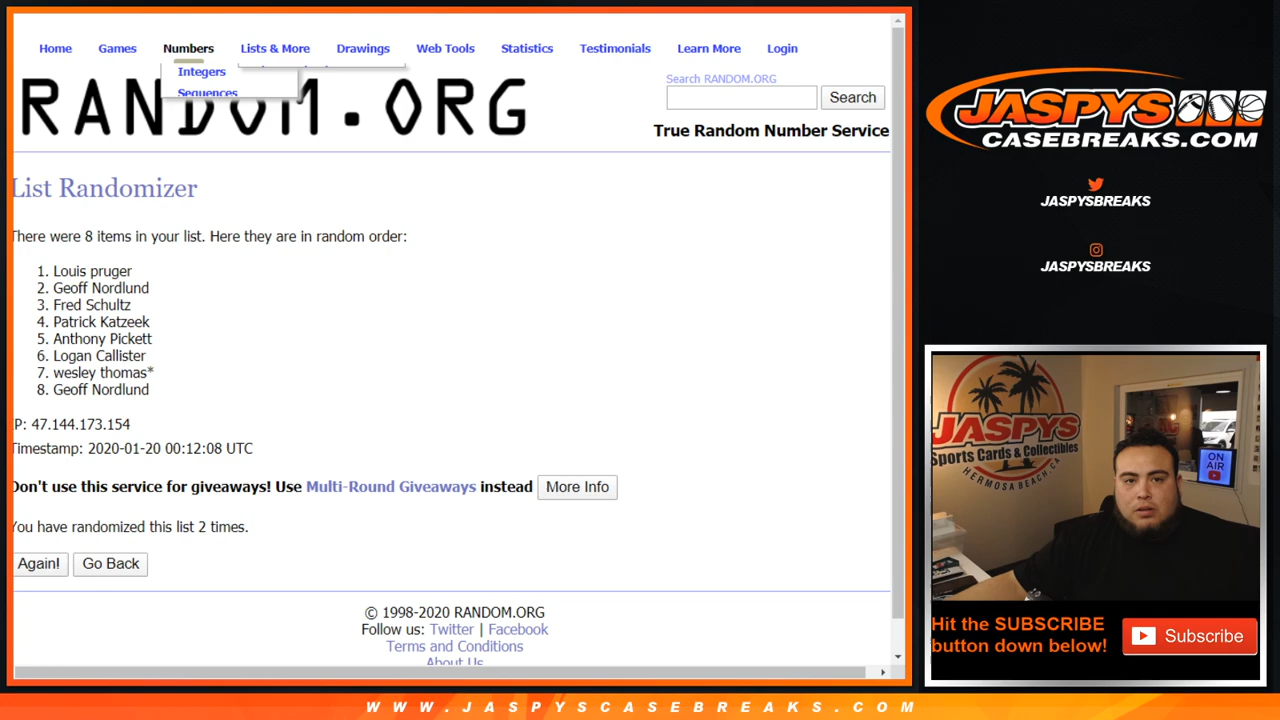 Home Games Numbers Lists & More Drawings Web Tools Statistics Testimonials Learn More Login
Integers
Sequences
RANDOM.ORG
Search RANDOM.ORG
Search
True Random Number Service
List Randomizer
There were 8 items in your list. Here they are in random order:
1. Louis pruger
2. Geoff Nordlund
3. Fred Schultz
4. Patrick Katzeek
5. Anthony Pickett
6. Logan Callister
7. wesley thomas*
8. Geoff Nordlund
IP: 47.144.173.154
Timestamp: 2020-01-20 00:12:08 UTC
Don't use this service for giveaways! Use Multi-Round Giveaways instead More Info
You have randomized this list 2 times.
Again! Go Back
© 1998-2020 RANDOM.ORG
Follow us: Twitter | Facebook
Terms and Conditions
About Us
JASPYS
CASEBREAKS.COM
JASPYSBREAKS
JASPYSBREAKS
JASPYS
Sports Cards & Collectibles
HERMOSA BEACH, CA
ON
AIR
Hit the SUBSCRIBE
button down below!
Subscribe
WWW.JASPYSCASEBREAKS.COM